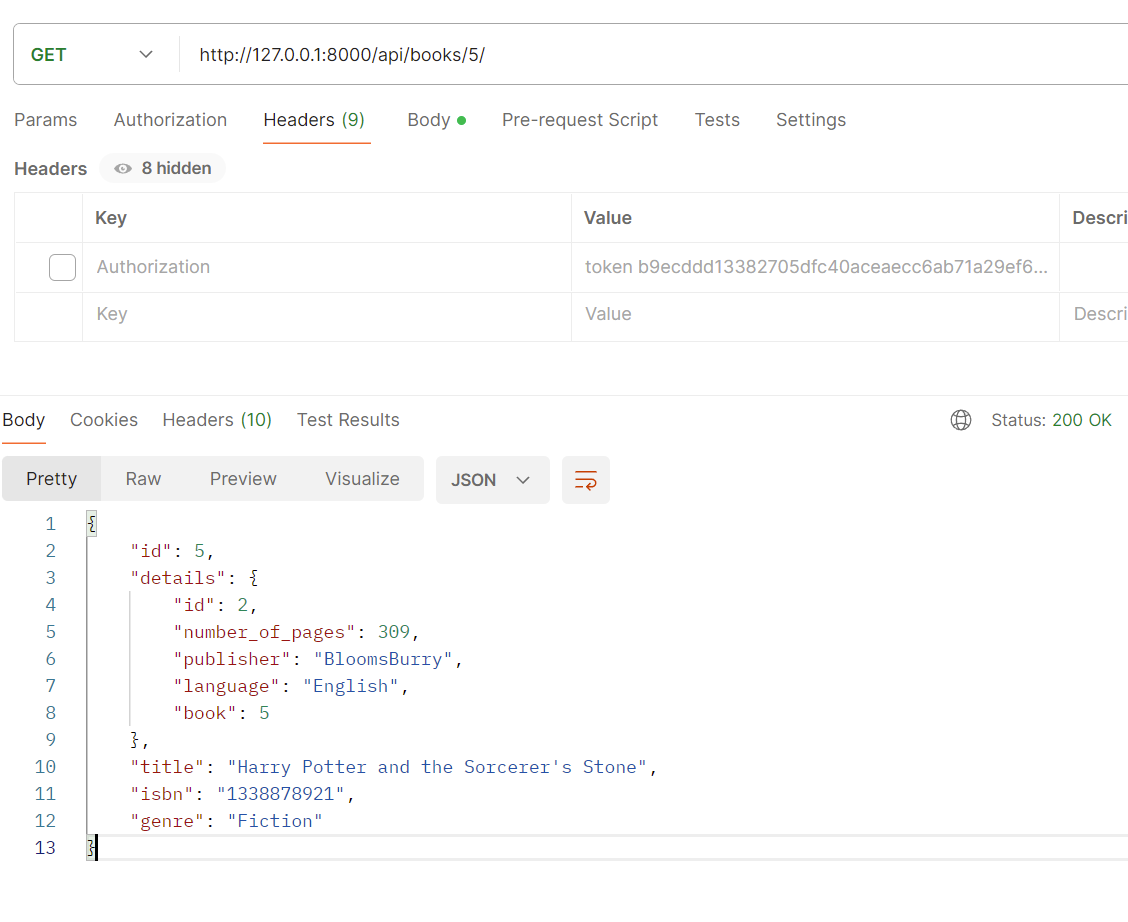 GET http://127.0.0.1:8000/api/books/5/
Params Authorization Headers (9) Body Pre-request Script Tests Settings
Headers 8 hidden
Key Value Descri
Authorization token b9ecddd13382705dfc40aceaecc6ab71a29ef6...
Key Value Descri
Body Cookies Headers (10) Test Results Status: 200 OK
Pretty Raw Preview Visualize JSON
1 {
2 "id": 5,
3 "details": {
4 "id": 2,
5 "number_of_pages": 309,
6 "publisher": "BloomsBurry",
7 "language": "English",
8 "book": 5
9 },
10 "title": "Harry Potter and the Sorcerer's Stone",
11 "isbn": "1338878921",
12 "genre": "Fiction"
13 }